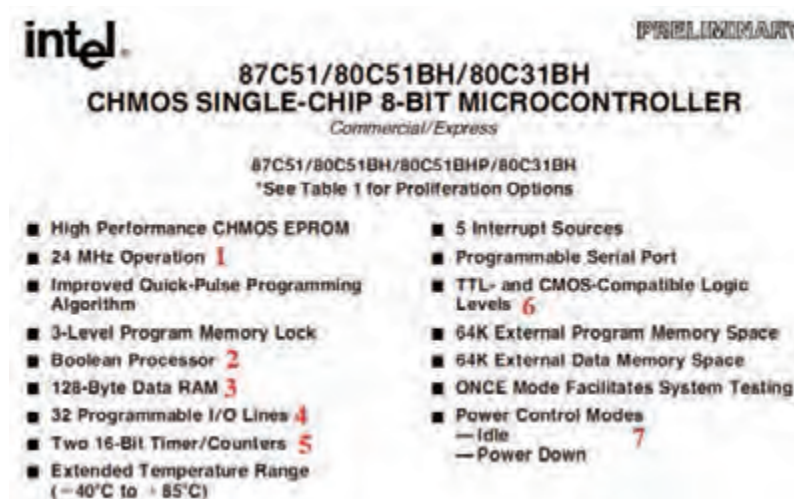 intel.
PRELIMINARY
87C51/80C51BH/80C31BH
CHMOS SINGLE-CHIP 8-BIT MICROCONTROLLER
Commercial/Express
87C51/80C51BH/80C51BHP/80C31BH
*See Table 1 for Proliferation Options
■ High Performance CHMOS EPROM
■ 24 MHz Operation 1
■ Improved Quick-Pulse Programming
Algorithm
■ 3-Level Program Memory Lock
■ Boolean Processor 2
■ 128-Byte Data RAM 3
■ 32 Programmable I/O Lines 4
■ Two 16-Bit Timer/Counters 5
■ Extended Temperature Range
(−40°C to +85°C)
■ 5 Interrupt Sources
■ Programmable Serial Port
■ TTL- and CMOS-Compatible Logic
Levels 6
■ 64K External Program Memory Space
■ 64K External Data Memory Space
■ ONCE Mode Facilitates System Testing
■ Power Control Modes
—Idle 7
—Power Down